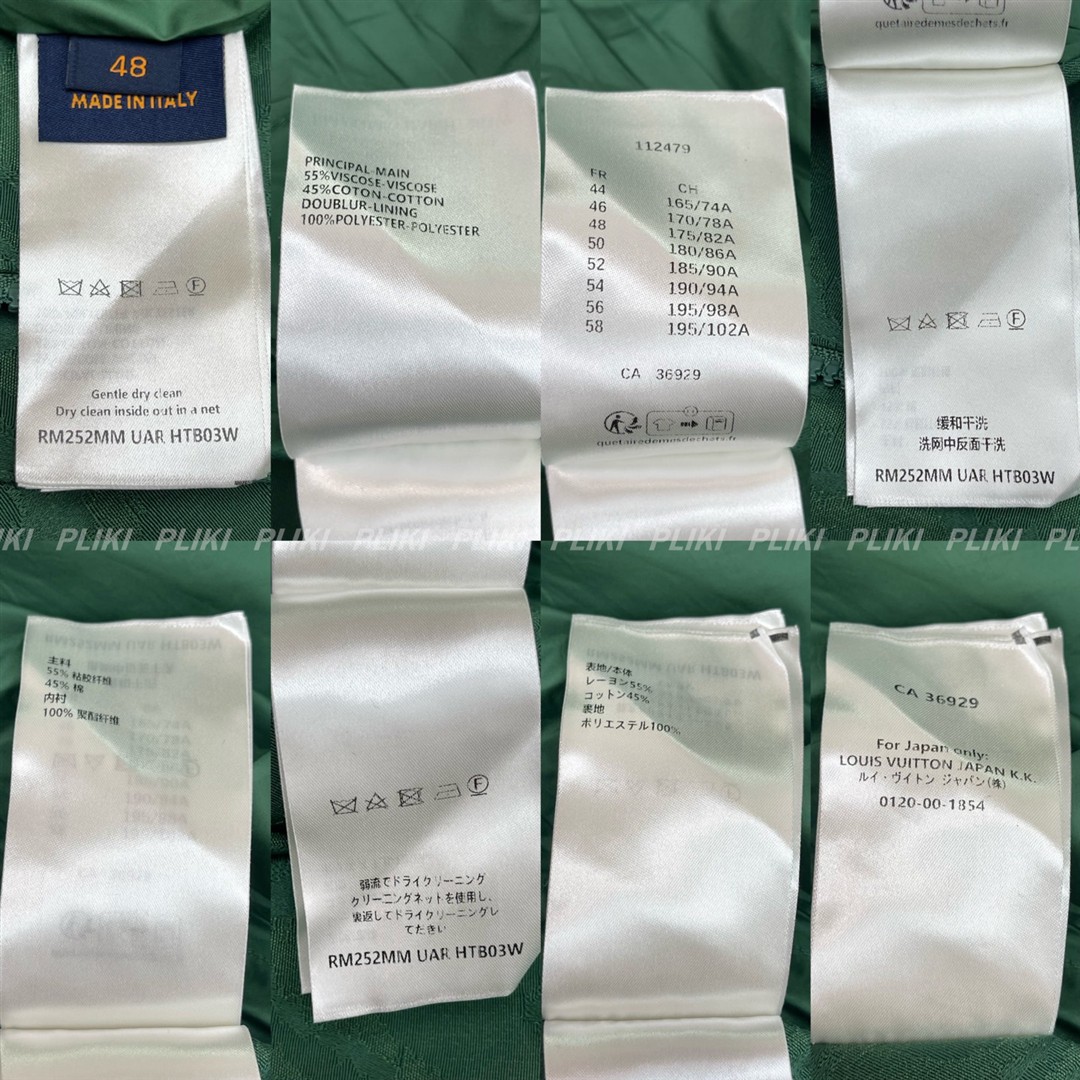 48
MADE IN ITALY
F
Gentle dry clean
Dry clean inside out in a net
RM252MM UAR HTB03W
PRINCIPAL-MAIN
55%VISCOSE-VISCOSE
45%COTON-COTTON
DOUBLUR-LINING
100%POLYESTER-POLYESTER
112479
FR CH
44 165/74A
46 170/78A
48 175/82A
50 180/86A
52 185/90A
54 190/94A
56 195/98A
58 195/102A
CA 36929
quefairedemesdechets.fr
quefairedemesdechets.fr
F
缓和干洗
洗网中反面干洗
RM252MM UAR HTB03W
PLIKI PLIKI PLIKI PLIKI PLIKI PLIKI PLIKI PLIKI PLIKI
主料
55% 粘胶纤维
45% 棉
内衬
100% 聚酯纤维
F
弱流でドライクリーニング
クリーニングネットを使用し、
裏返してドライクリーニングし
てだきい
RM252MM UAR HTB03W
表地/本体
レーヨン55%
コットン45%
裏地
ポリエステル100%
CA 36929
For Japan only:
LOUIS VUITTON JAPAN K.K.
ルイ・ヴィトン ジャパン(株)
0120-00-1854